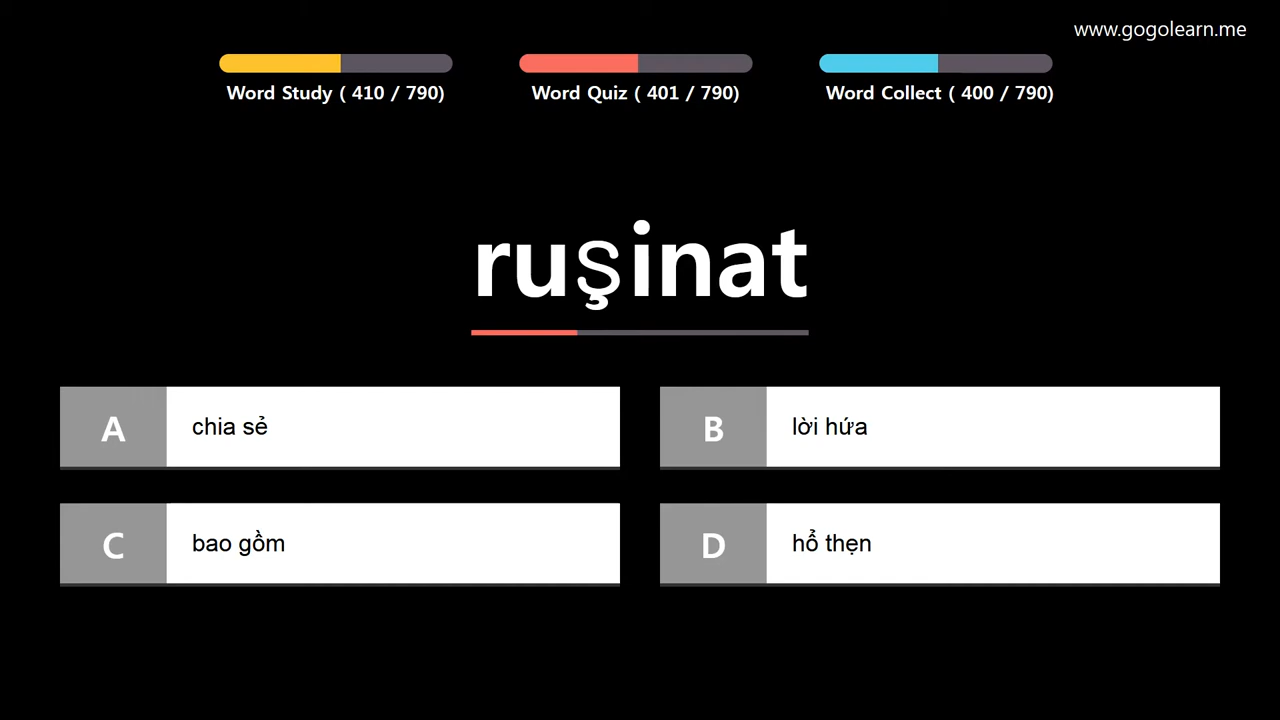 www.gogolearn.me
Word Study ( 410 / 790)
Word Quiz ( 401 / 790)
Word Collect ( 400 / 790)
ruşinat
A
chia sẻ
B
lời hứa
C
bao gồm
D
hổ thẹn